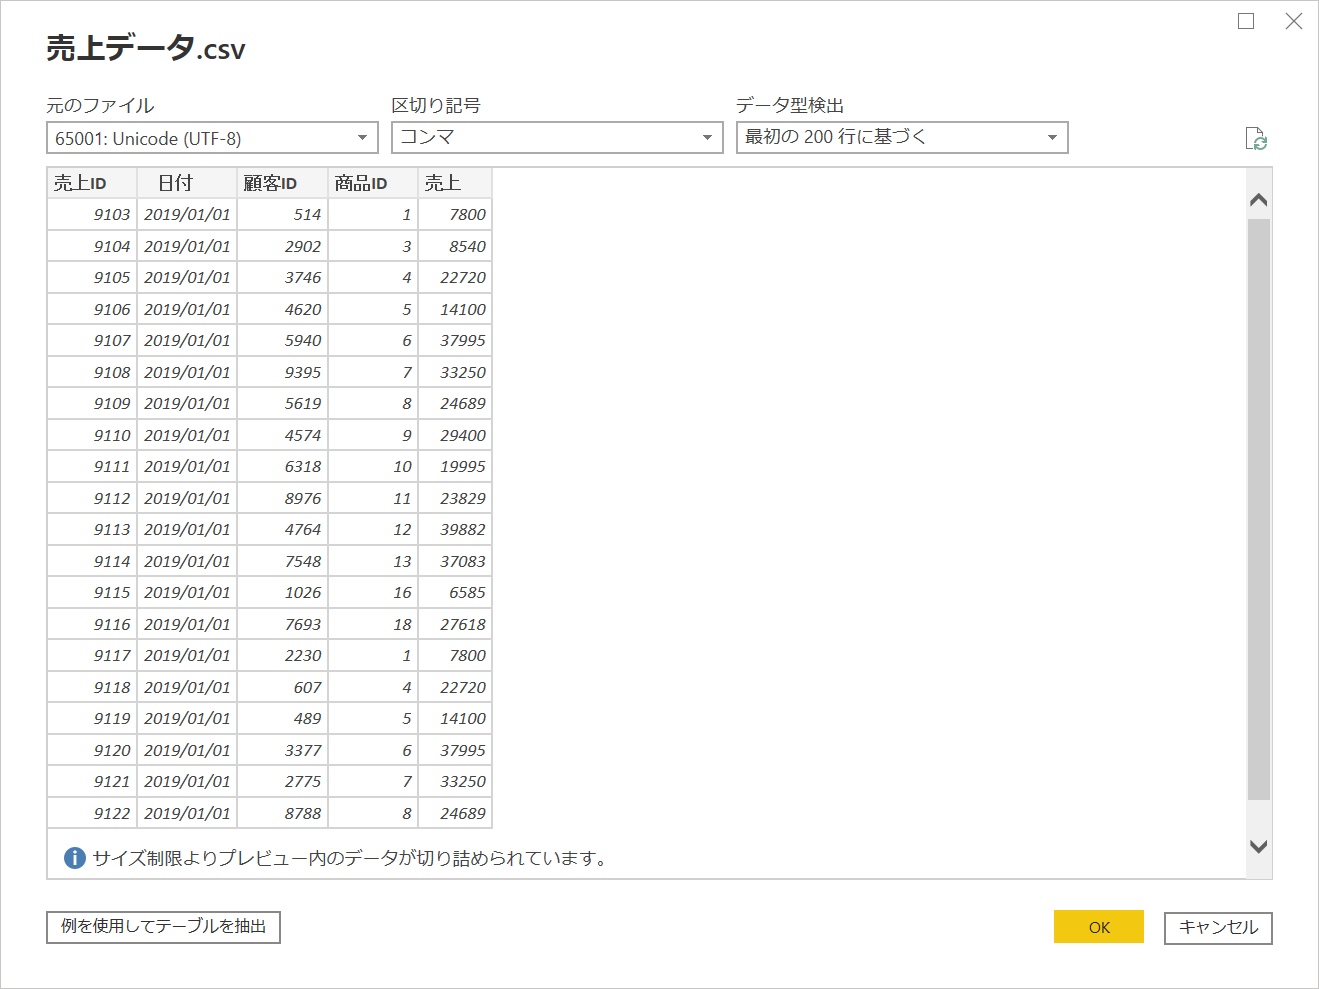 売上データ.csv
元のファイル 区切り記号 データ型検出
65001: Unicode (UTF-8) コンマ 最初の 200 行に基づく
売上ID 日付 顧客ID 商品ID 売上
9103 2019/01/01 514 1 7800
9104 2019/01/01 2902 3 8540
9105 2019/01/01 3746 4 22720
9106 2019/01/01 4620 5 14100
9107 2019/01/01 5940 6 37995
9108 2019/01/01 9395 7 33250
9109 2019/01/01 5619 8 24689
9110 2019/01/01 4574 9 29400
9111 2019/01/01 6318 10 19995
9112 2019/01/01 8976 11 23829
9113 2019/01/01 4764 12 39882
9114 2019/01/01 7548 13 37083
9115 2019/01/01 1026 16 6585
9116 2019/01/01 7693 18 27618
9117 2019/01/01 2230 1 7800
9118 2019/01/01 607 4 22720
9119 2019/01/01 489 5 14100
9120 2019/01/01 3377 6 37995
9121 2019/01/01 2775 7 33250
9122 2019/01/01 8788 8 24689
サイズ制限よりプレビュー内のデータが切り詰められています。
例を使用してテーブルを抽出 OK キャンセル